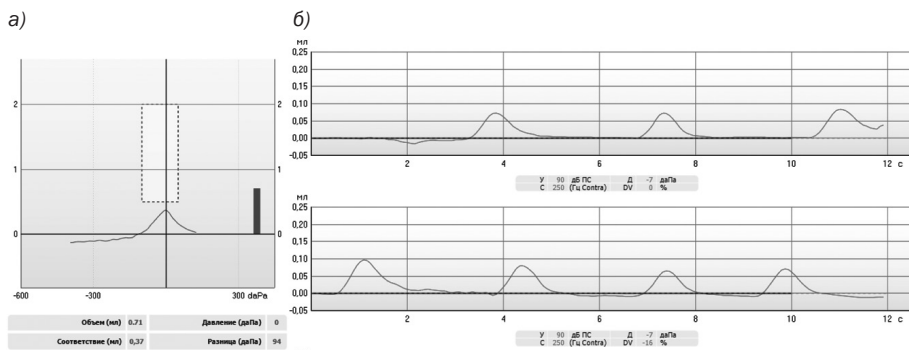 а)
2
2
1
1
0
0
-600
-300
300 daPa
Объем (мл) 0.71 Давление (даПа) 0
Соответствие (мл) 0,37 Разница (даПа) 94
б)
мл
0,25
0,20
0,15
0,10
0,05
0,00
-0,05
2 4 6 8 10 12 с
У 90 дБ ПС Д -7 даПа
С 250 (Гц Contra) DV 0 %
мл
0,25
0,20
0,15
0,10
0,05
0,00
-0,05
2 4 6 8 10 12 с
У 90 дБ ПС Д -7 даПа
С 250 (Гц Contra) DV -16 %